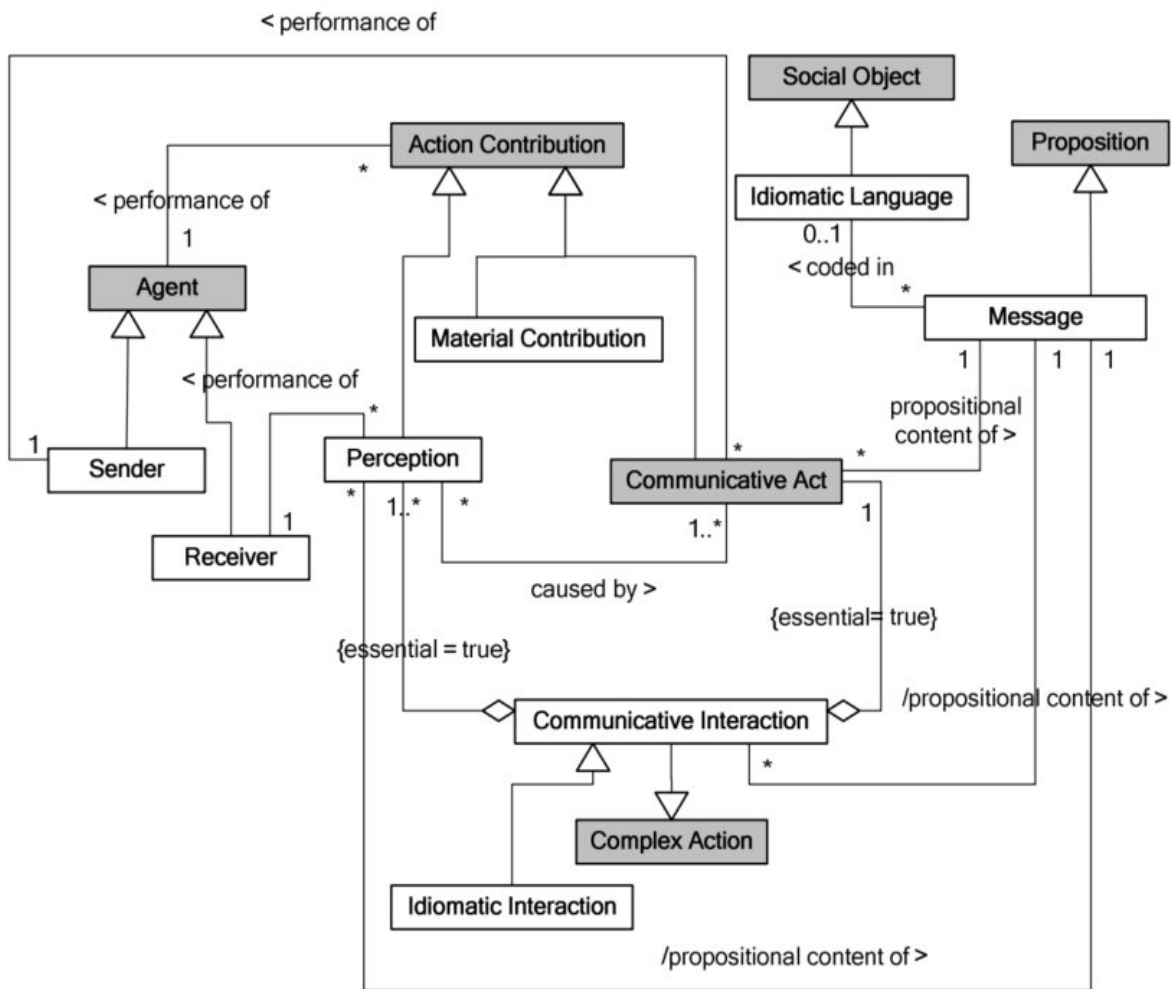 < performance of
Social Object
Action Contribution
Proposition
*
Idiomatic Language
< performance of
0..1
1
< coded in
Agent
*
Message
Material Contribution
1
1
1
< performance of
*
propositional
content of >
1
Sender
Perception
*
*
Communicative Act
*
1..*
*
1..*
1
1
Receiver
caused by >
{essential= true}
{essential = true}
/propositional content of >
Communicative Interaction
*
Complex Action
Idiomatic Interaction
/propositional content of >